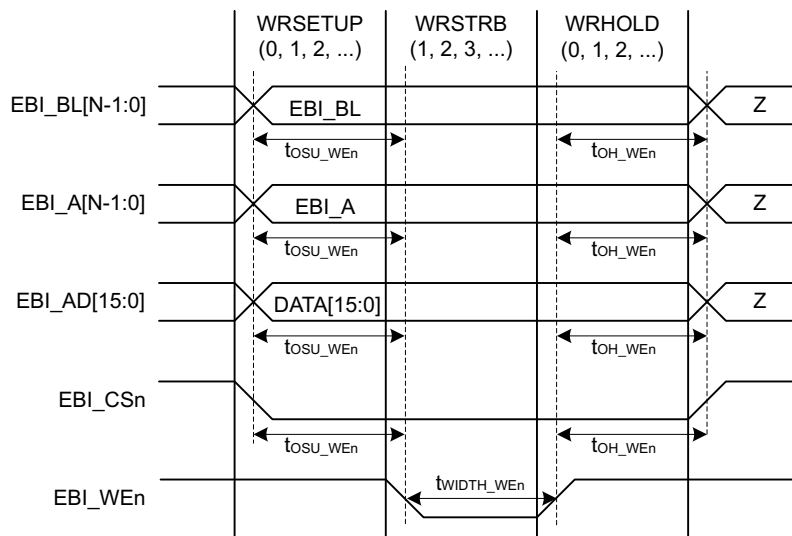 WRSETUP WRSTRB WRHOLD
(0, 1, 2, ...) (1, 2, 3, ...) (0, 1, 2, ...)
EBI_BL[N-1:0] EBI_BL Z
tOSU_WEn tOH_WEn
EBI_A[N-1:0] EBI_A Z
tOSU_WEn tOH_WEn
EBI_AD[15:0] DATA[15:0] Z
tOSU_WEn tOH_WEn
EBI_CSn
tOSU_WEn tOH_WEn
EBI_WEn tWIDTH_WEn